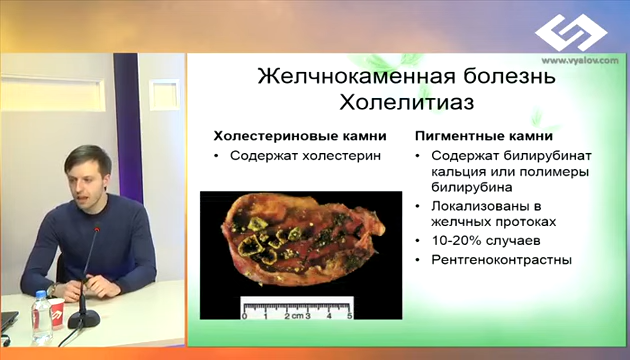 www.vyalov.com
Желчнокаменная болезнь
Холелитиаз
Холестериновые камни
• Содержат холестерин
Пигментные камни
• Содержат билирубинат
кальция или полимеры
билирубина
• Локализованы в
желчных протоках
• 10-20% случаев
• Рентгеноконтрастны
0 1 2 cm 3 4 5